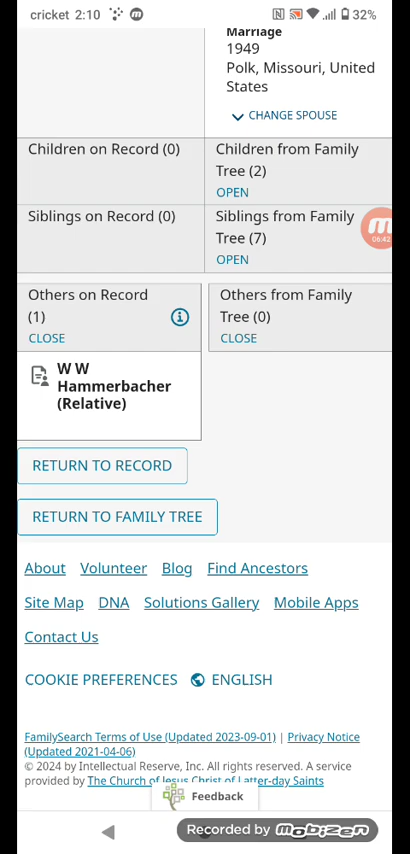 cricket 2:10 32%
Marriage
1949
Polk, Missouri, United
States
CHANGE SPOUSE
Children on Record (0)
Children from Family
Tree (2)
OPEN
Siblings on Record (0)
Siblings from Family
Tree (7)
OPEN
06:42
Others on Record
(1)
CLOSE
Others from Family
Tree (0)
CLOSE
W W
Hammerbacher
(Relative)
RETURN TO RECORD
RETURN TO FAMILY TREE
About Volunteer Blog Find Ancestors
Site Map DNA Solutions Gallery Mobile Apps
Contact Us
COOKIE PREFERENCES ENGLISH
FamilySearch Terms of Use (Updated 2023-09-01) | Privacy Notice
(Updated 2021-04-06)
© 2024 by Intellectual Reserve, Inc. All rights reserved. A service
provided by The Church of Jesus Christ of Latter-day Saints
Feedback
Recorded by mobizen